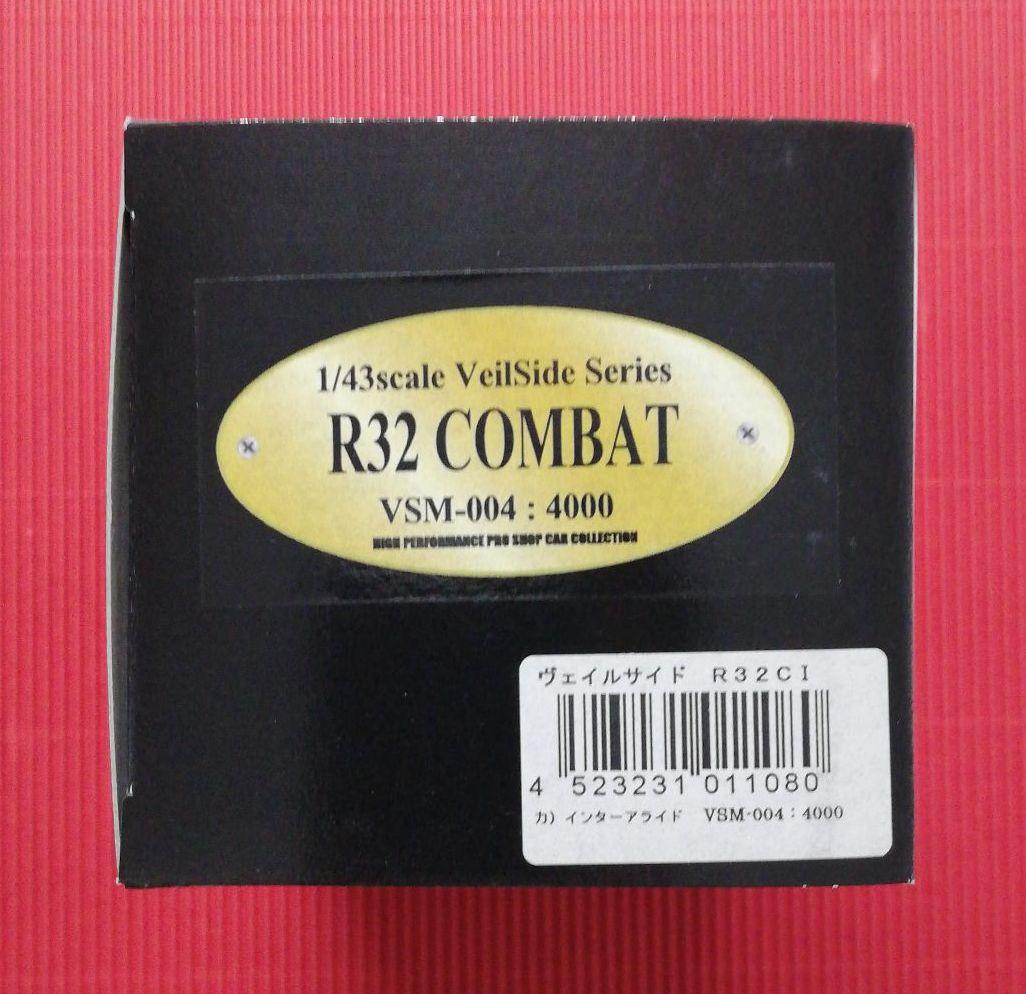 1/43scale VeilSide Series
R32 COMBAT
VSM-004 : 4000
HIGH PERFORMANCE PRO SHOP CAR COLLECTION
ヴェイルサイド R32CI
4 523231 011080
カ）インターアライド VSM-004：4000